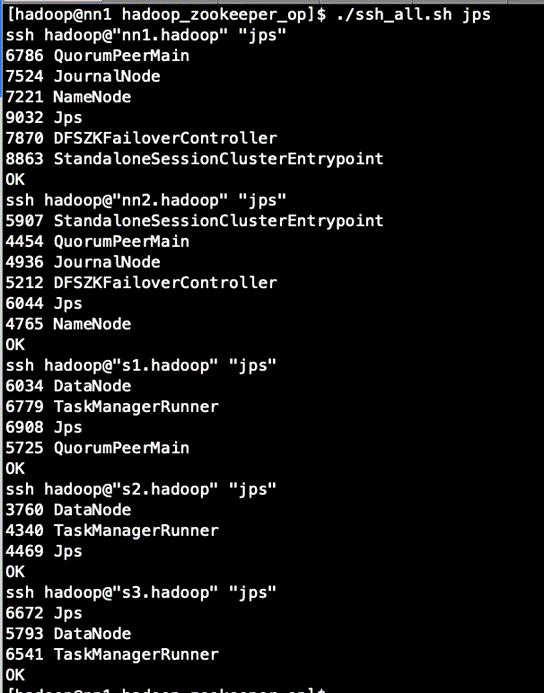 [hadoop@nn1 hadoop_zookeeper_op]$ ./ssh_all.sh jps
ssh hadoop@"nn1.hadoop" "jps"
6786 QuorumPeerMain
7524 JournalNode
7221 NameNode
9032 Jps
7870 DFSZKFailoverController
8863 StandaloneSessionClusterEntrypoint
OK
ssh hadoop@"nn2.hadoop" "jps"
5907 StandaloneSessionClusterEntrypoint
4454 QuorumPeerMain
4936 JournalNode
5212 DFSZKFailoverController
6044 Jps
4765 NameNode
OK
ssh hadoop@"s1.hadoop" "jps"
6034 DataNode
6779 TaskManagerRunner
6908 Jps
5725 QuorumPeerMain
OK
ssh hadoop@"s2.hadoop" "jps"
3760 DataNode
4340 TaskManagerRunner
4469 Jps
OK
ssh hadoop@"s3.hadoop" "jps"
6672 Jps
5793 DataNode
6541 TaskManagerRunner
OK